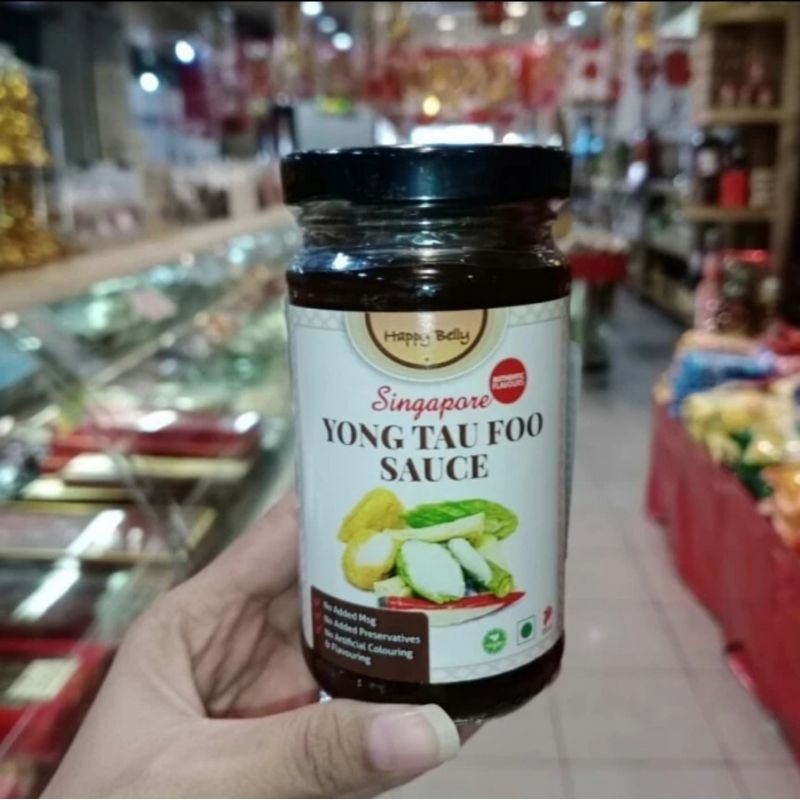 Happy Belly
Singapore
AUTHENTIC
FLAVOURS
YONG TAU FOO
SAUCE
No Added Msg
No Added Preservatives
No Artificial Colouring
& Flavouring